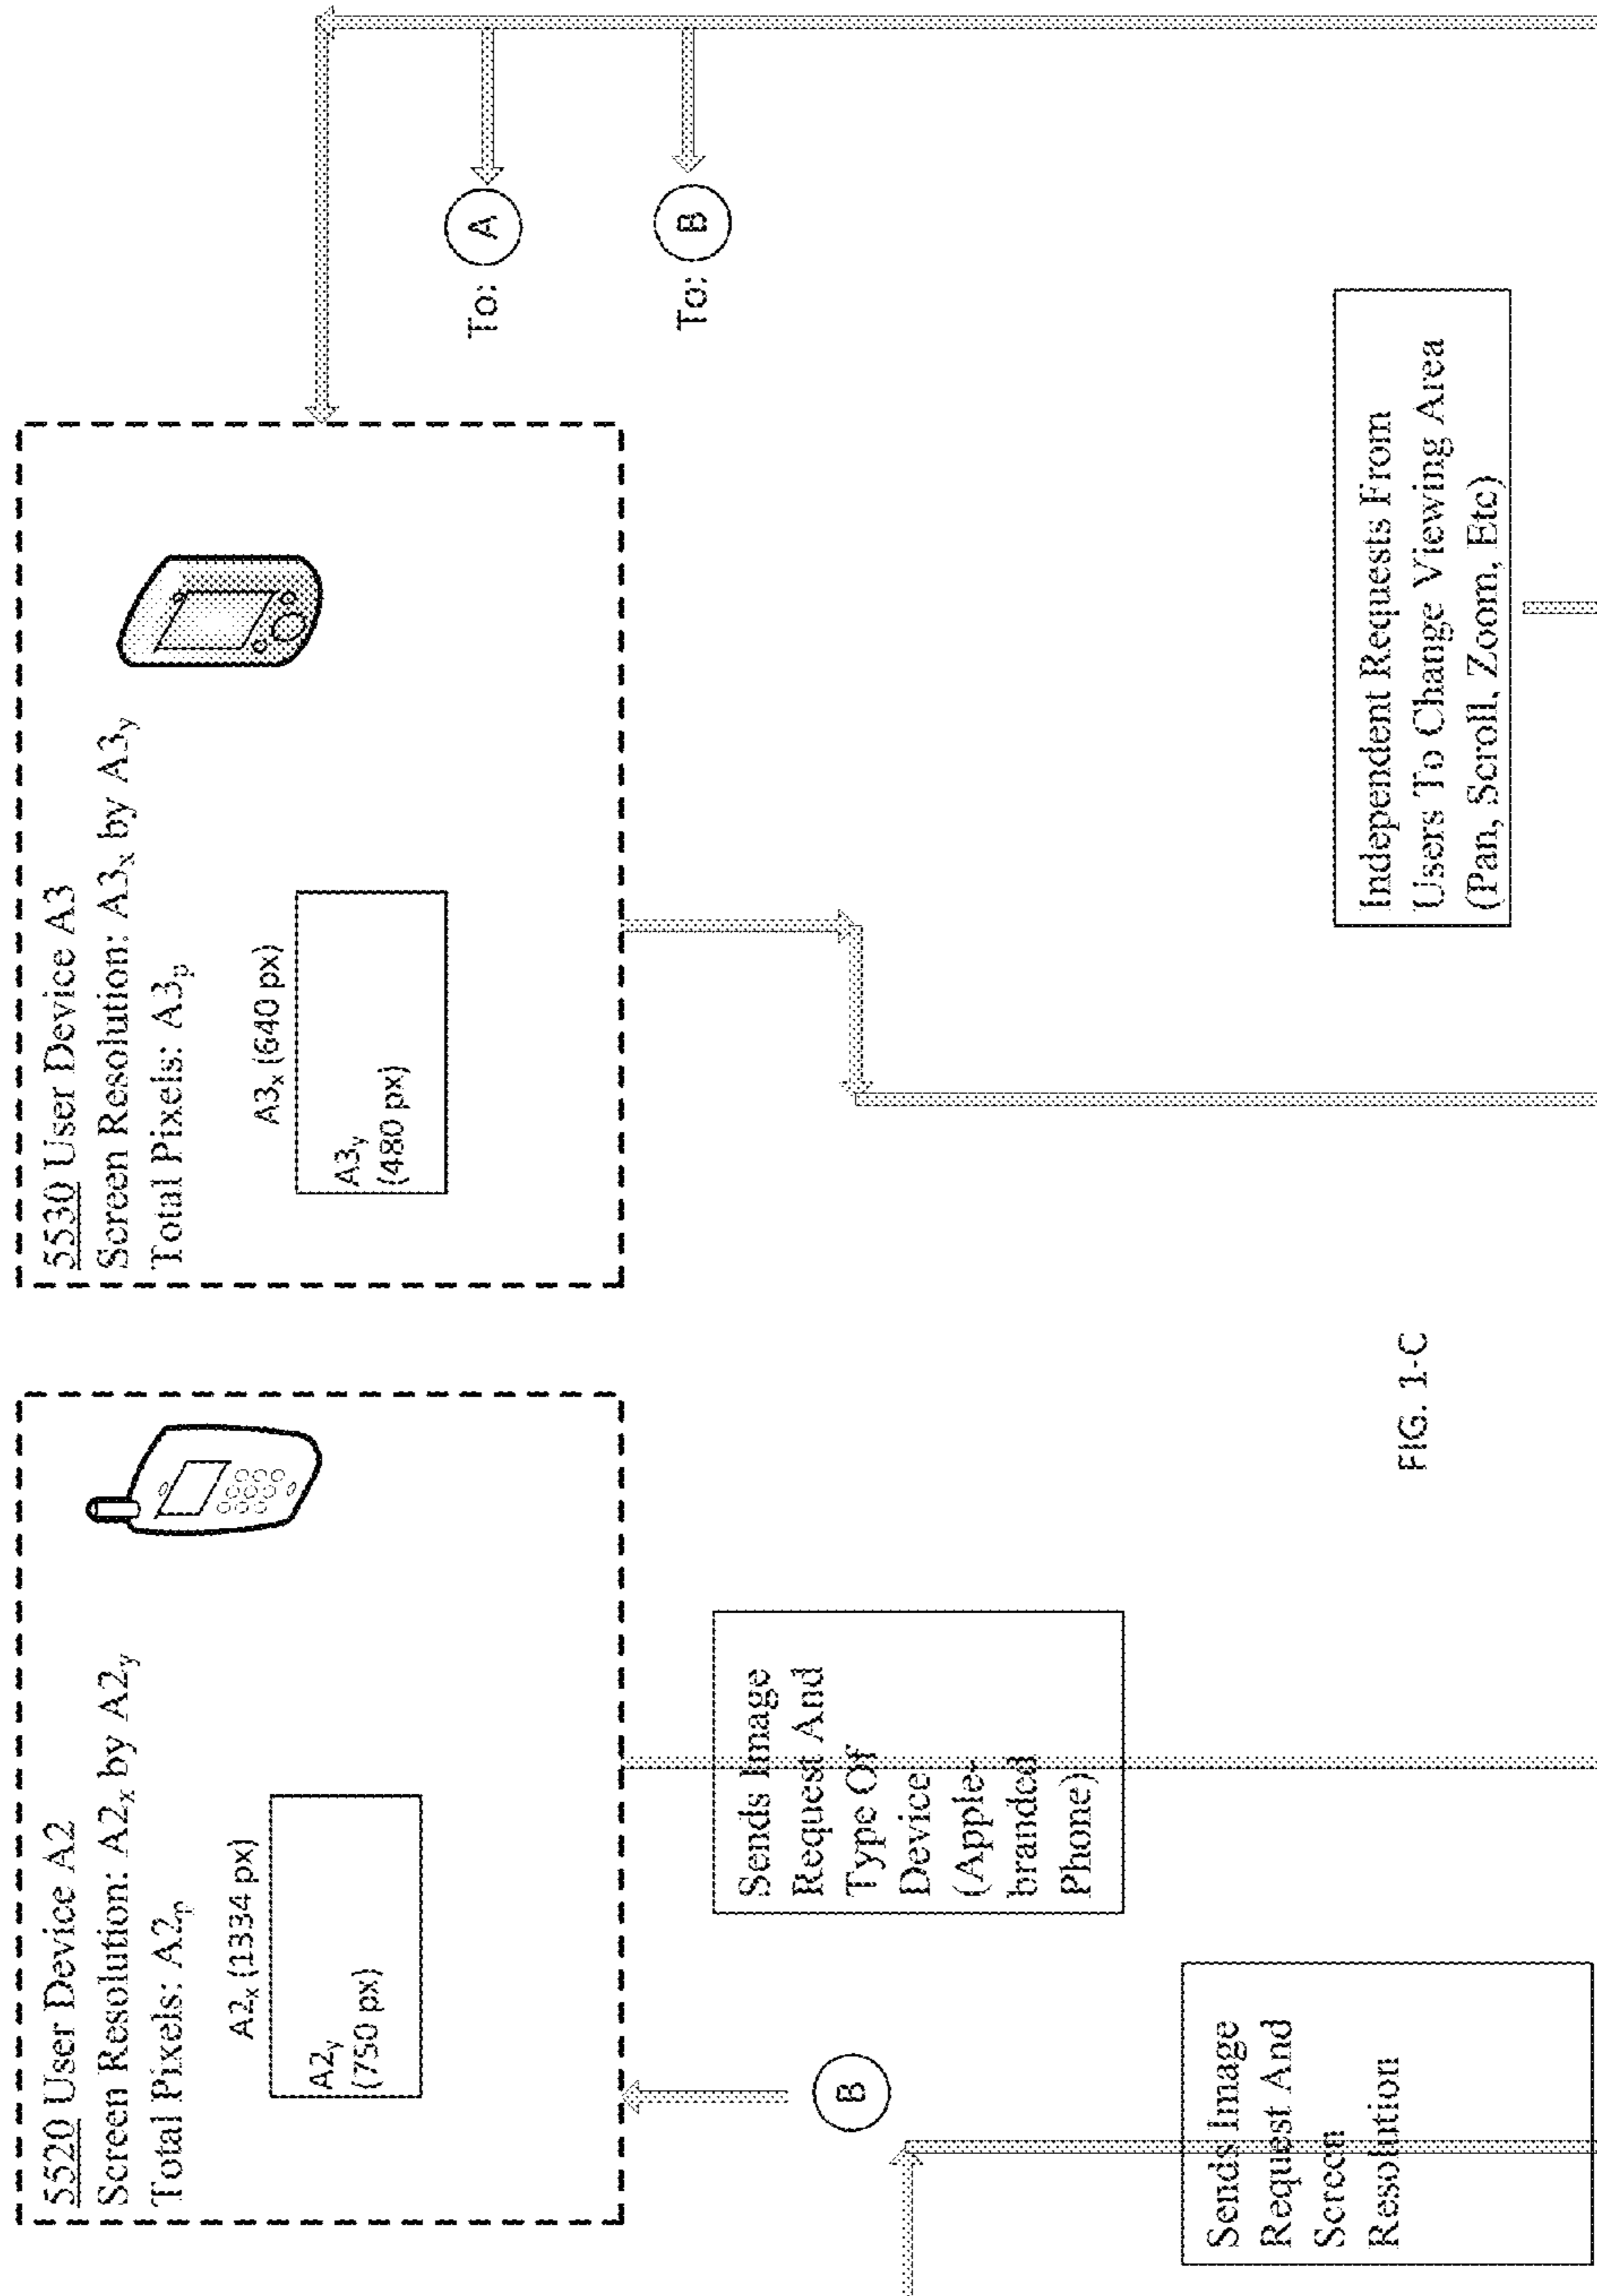 5520 User Device A2
Screen Resolution: A2x by A2y
Total Pixels: A2p
A2x (1334 px)
A2y
(750 px)
5530 User Device A3
Screen Resolution: A3x by A3y
Total Pixels: A3p
A3x (640 px)
A3y
(480 px)
To: A
To: B
B
Sends Image
Request And
Type Of
Device
(Apple-
branded
Phone)
Sends Image
Request And
Screen
Resolution
Independent Requests From
Users To Change Viewing Area
(Pan, Scroll, Zoom, Etc)
FIG. 1-C